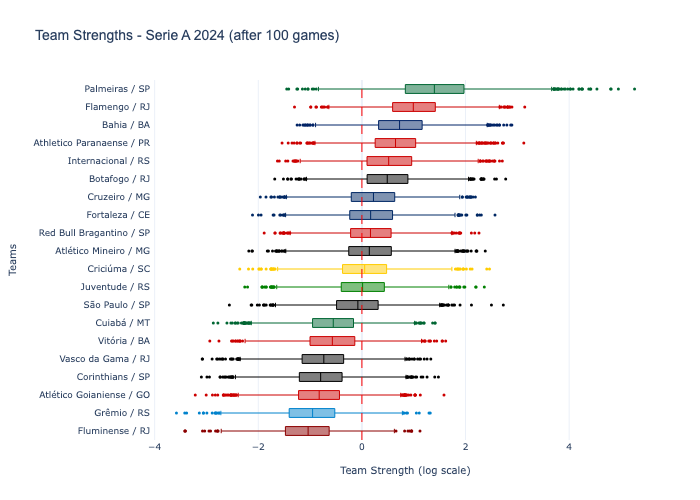 Team Strengths - Serie A 2024 (after 100 games)
Palmeiras / SP
Flamengo / RJ
Bahia / BA
Athletico Paranaense / PR
Internacional / RS
Botafogo / RJ
Cruzeiro / MG
Fortaleza / CE
Red Bull Bragantino / SP
Atlético Mineiro / MG
Criciúma / SC
Juventude / RS
São Paulo / SP
Cuiabá / MT
Vitória / BA
Vasco da Gama / RJ
Corinthians / SP
Atlético Goianiense / GO
Grêmio / RS
Fluminense / RJ
Teams
−4 −2 0 2 4
Team Strength (log scale)